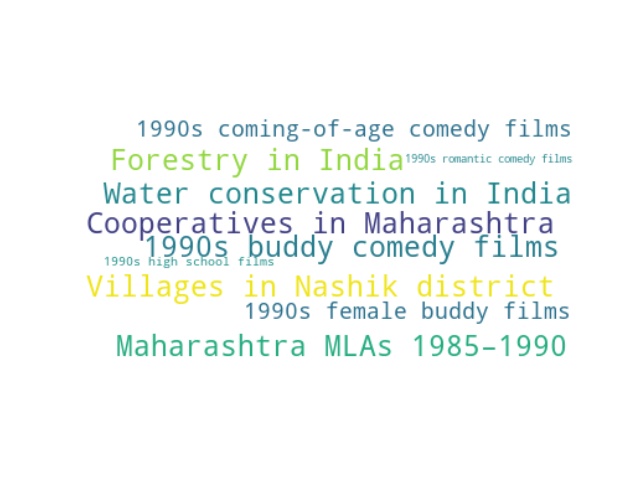 1990s coming-of-age comedy films
Forestry in India
1990s romantic comedy films
Water conservation in India
Cooperatives in Maharashtra
1990s buddy comedy films
1990s high school films
Villages in Nashik district
1990s female buddy films
Maharashtra MLAs 1985–1990